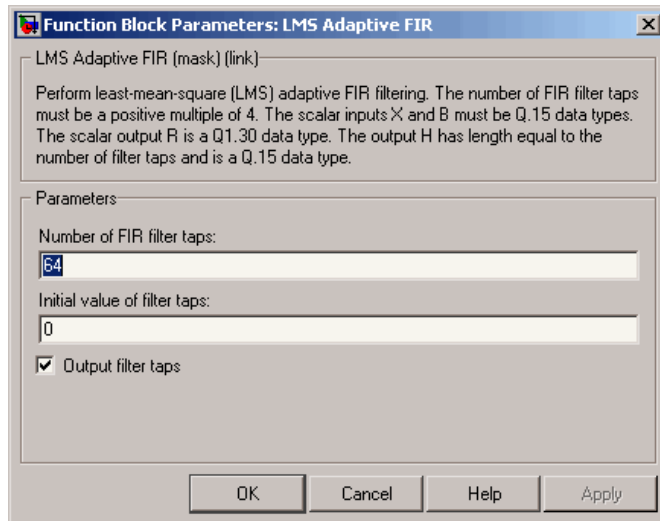 Function Block Parameters: LMS Adaptive FIR
LMS Adaptive FIR (mask) (link)
Perform least-mean-square (LMS) adaptive FIR filtering. The number of FIR filter taps
must be a positive multiple of 4. The scalar inputs X and B must be Q.15 data types.
The scalar output R is a Q1.30 data type. The output H has length equal to the
number of filter taps and is a Q.15 data type.
Parameters
Number of FIR filter taps:
64
Initial value of filter taps:
0
Output filter taps
OK Cancel Help Apply